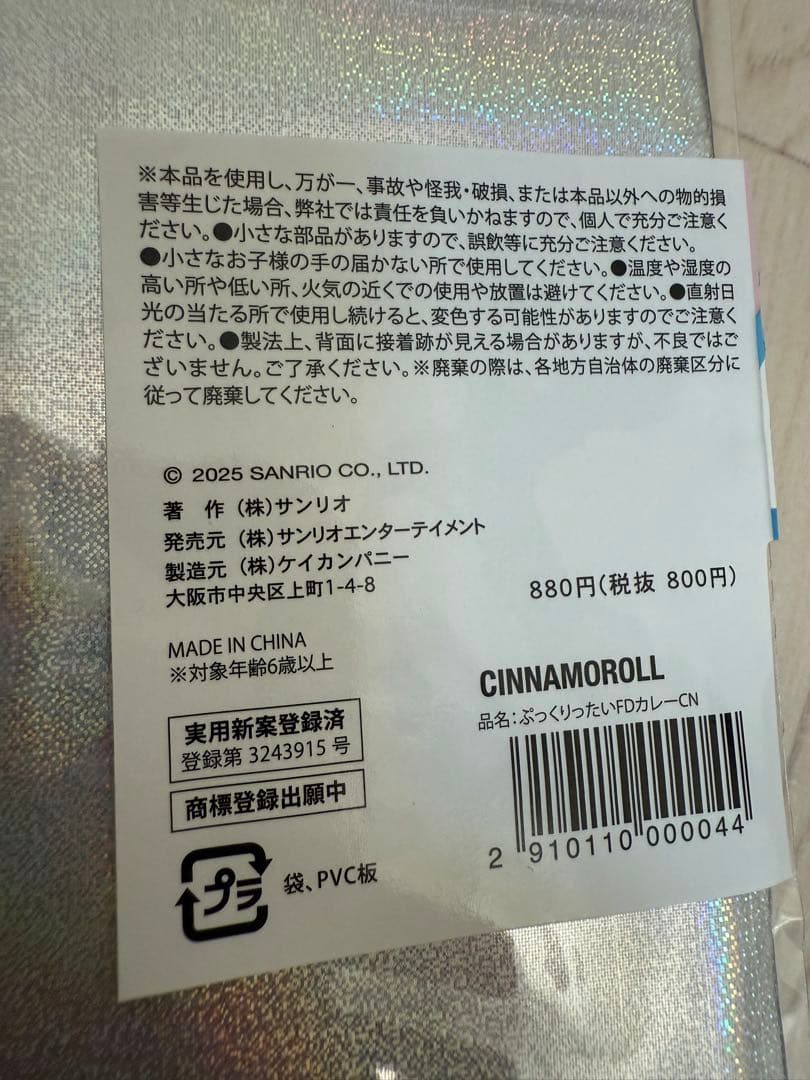 ※本品を使用し、万が一、事故や怪我・破損、または本品以外への物的損
害等生じた場合、弊社では責任を負いかねますので、個人で充分ご注意く
ださい。●小さな部品がありますので、誤飲等に充分ご注意ください。
●小さなお子様の手の届かない所で使用してください。●温度や湿度の
高い所や低い所、火気の近くでの使用や放置は避けてください。●直射日
光の当たる所で使用し続けると、変色する可能性がありますのでご注意く
ださい。●製法上、背面に接着跡が見える場合がありますが、不良ではご
ざいません。ご了承ください。※廃棄の際は、各地方自治体の廃棄区分に
従って廃棄してください。
© 2025 SANRIO CO., LTD.
著 作 (株)サンリオ
発売元 (株)サンリオエンターテイメント
製造元 (株)ケイカンパニー
大阪市中央区上町1-4-8
880円(税抜 800円)
MADE IN CHINA
※対象年齢6歳以上
CINNAMOROLL
品名:ぷっくりったいFDカレーCN
実用新案登録済
登録第 3243915 号
商標登録出願中
2 910110 000044
プラ
袋、PVC板